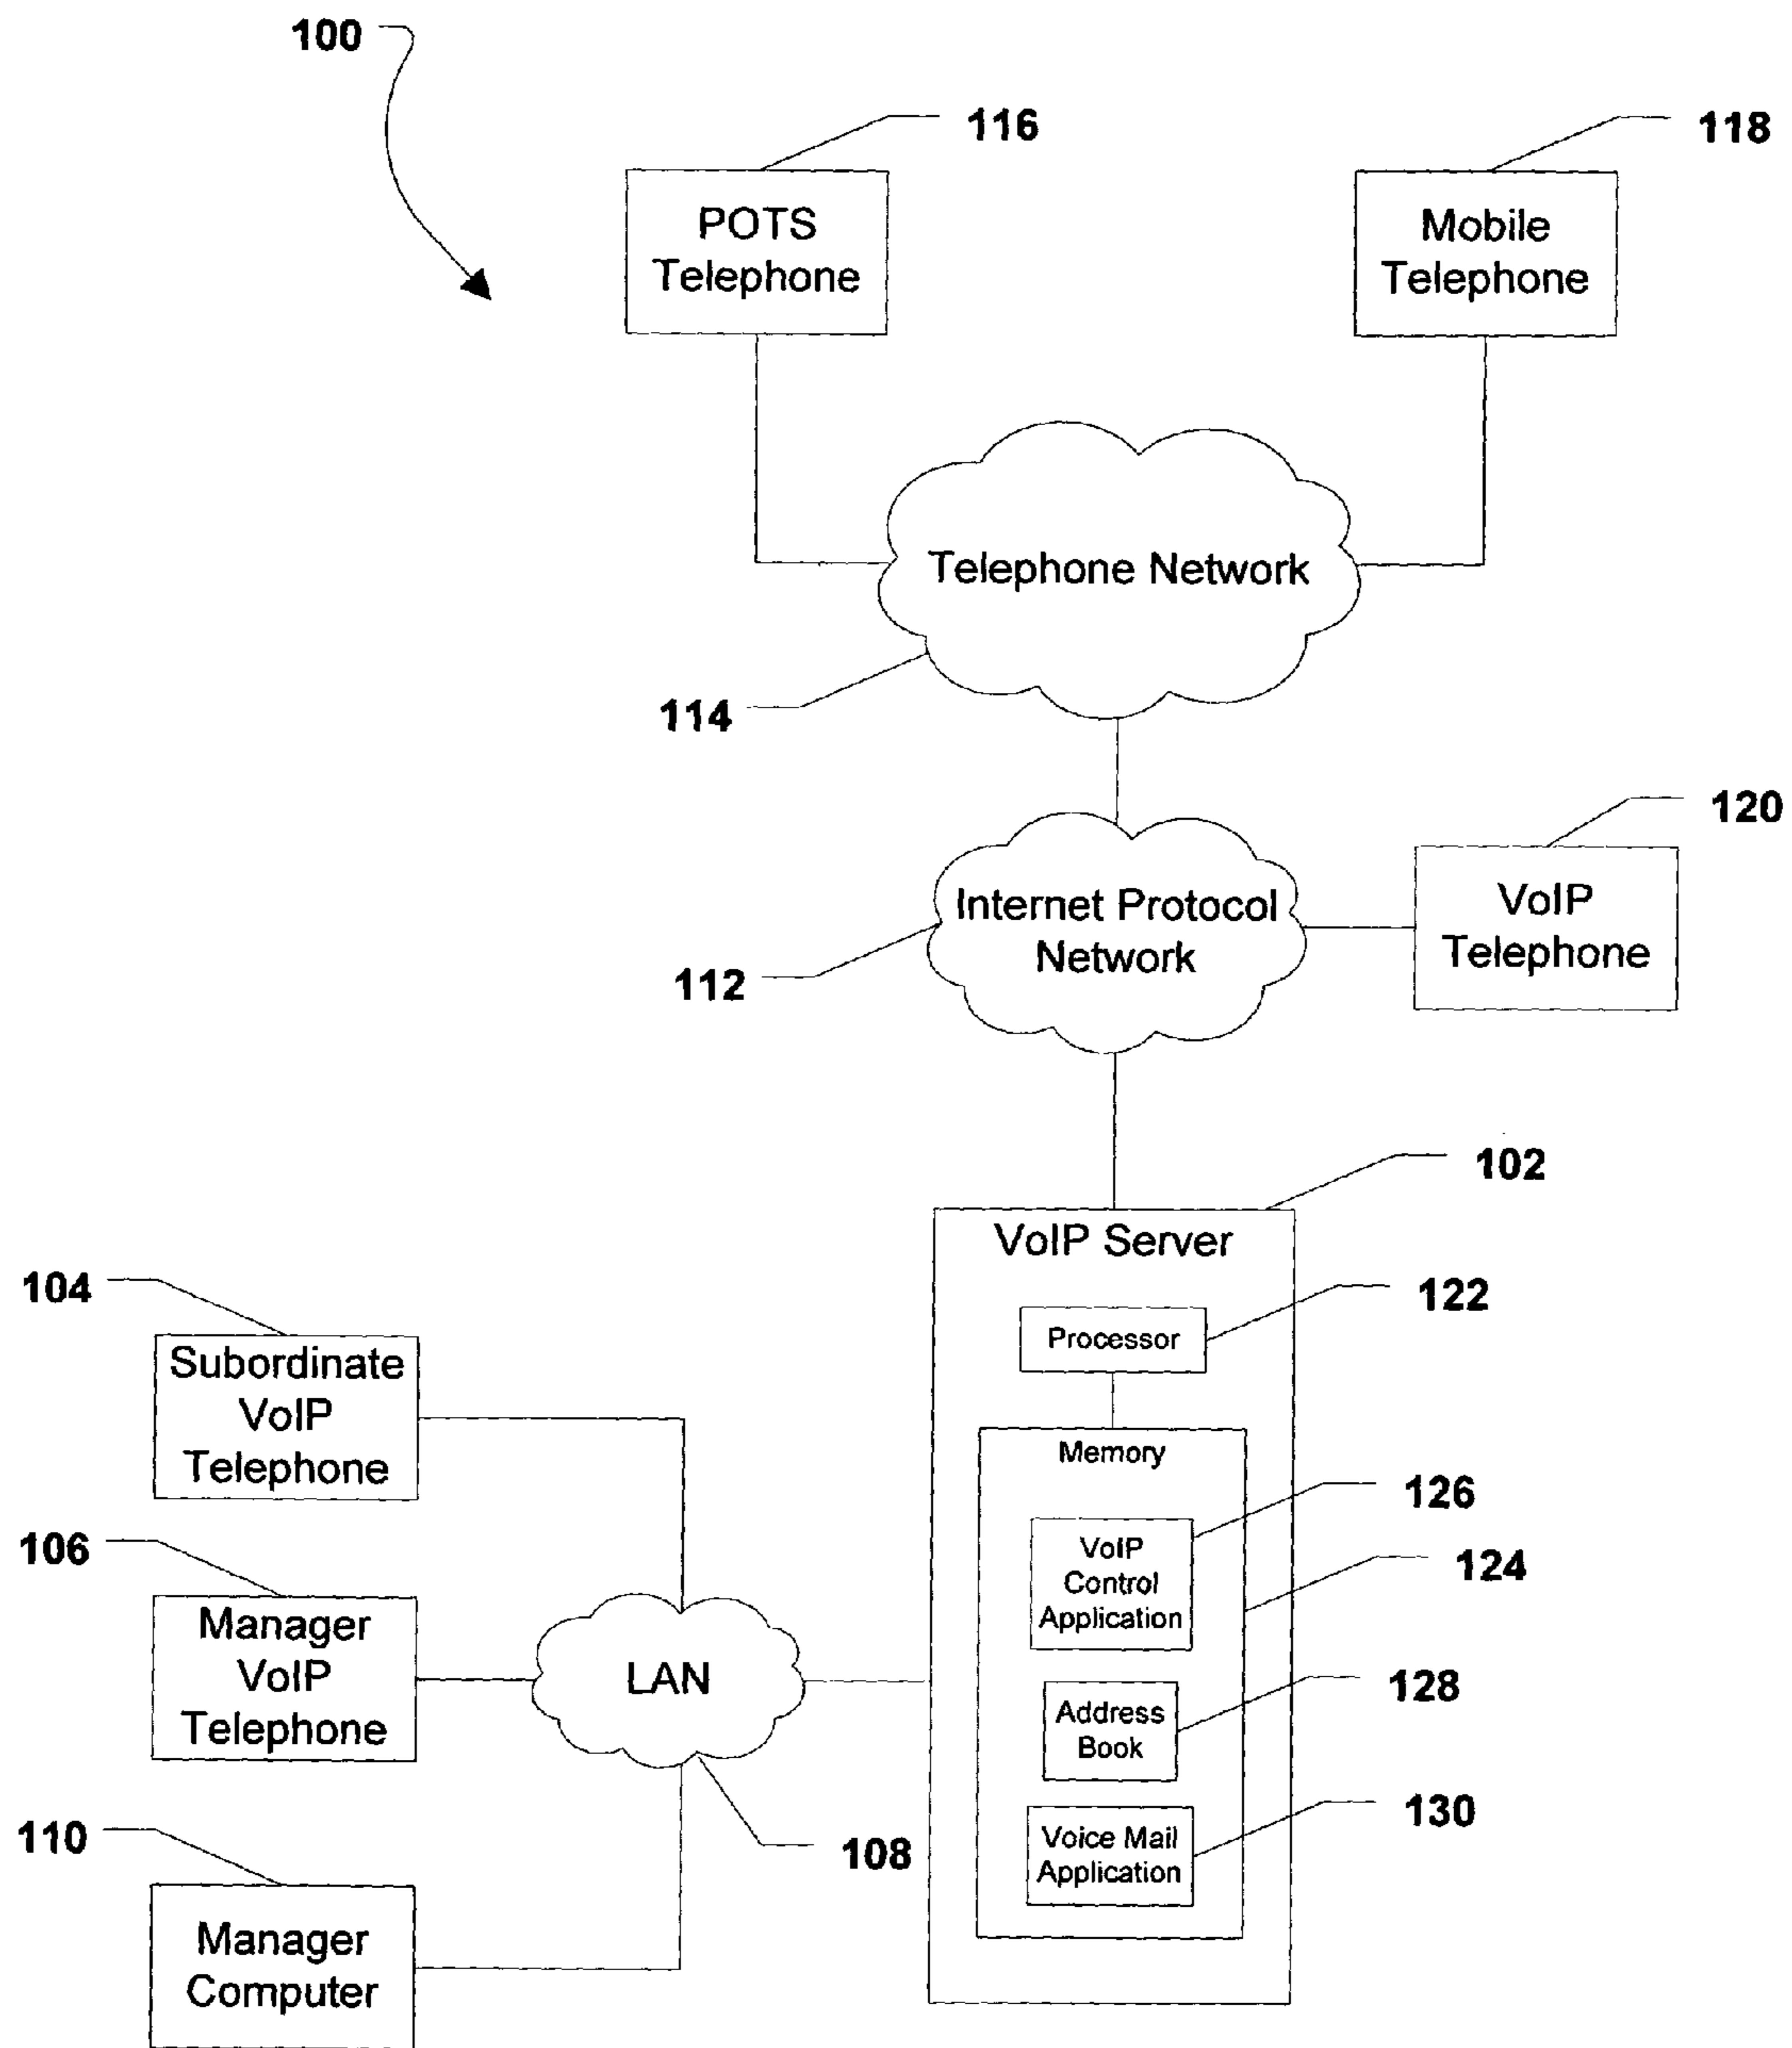 100
116
118
POTS
Telephone
Mobile
Telephone
Telephone Network
114
120
Internet Protocol
Network
VoIP
Telephone
112
102
VoIP Server
104
122
Processor
Subordinate
VoIP
Telephone
Memory
126
106
VoIP
Control
Application
124
Manager
VoIP
Telephone
LAN
128
Address
Book
110
108
130
Voice Mail
Application
Manager
Computer